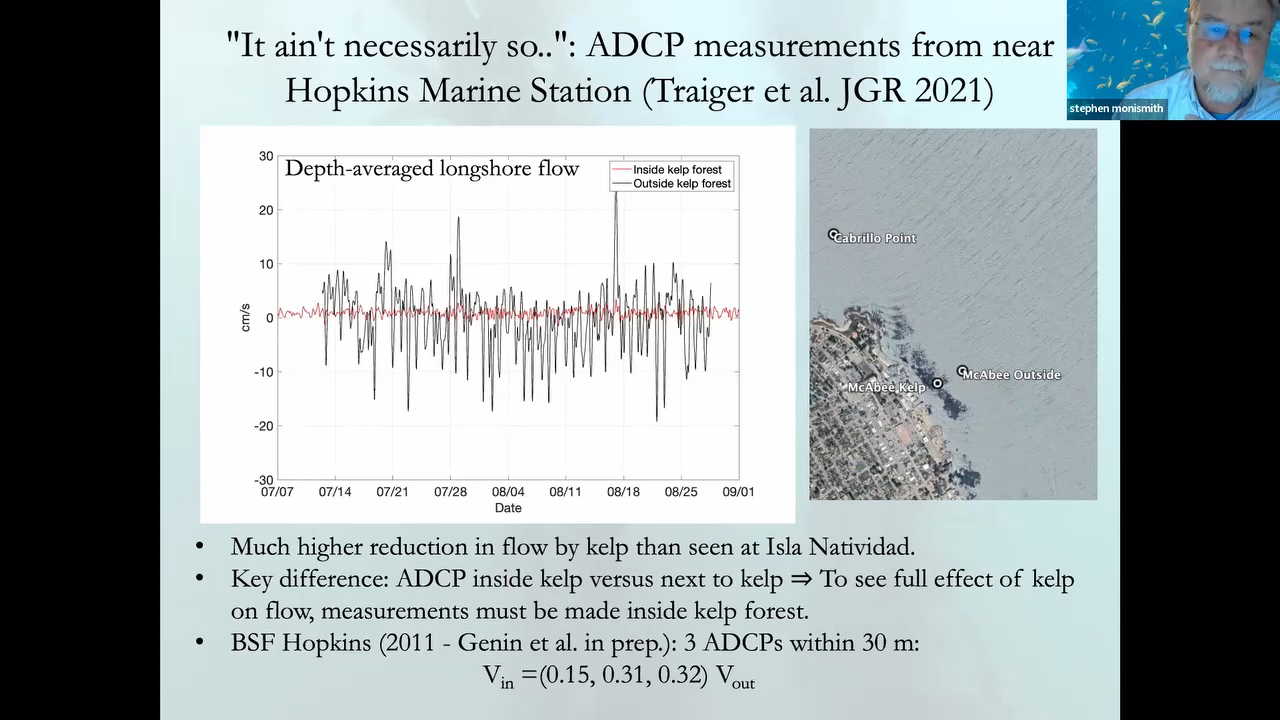 "It ain't necessarily so..": ADCP measurements from near
Hopkins Marine Station (Traiger et al. JGR 2021)
stephen monismith
Depth-averaged longshore flow
Inside kelp forest
Outside kelp forest
30
20
10
0
-10
-20
-30
cm/s
07/07 07/14 07/21 07/28 08/04 08/11 08/18 08/25 09/01
Date
Cabrillo Point
McAbee Outside
McAbee Kelp
• Much higher reduction in flow by kelp than seen at Isla Natividad.
• Key difference: ADCP inside kelp versus next to kelp ⇒ To see full effect of kelp
on flow, measurements must be made inside kelp forest.
• BSF Hopkins (2011 - Genin et al. in prep.): 3 ADCPs within 30 m:
Vin =(0.15, 0.31, 0.32) Vout